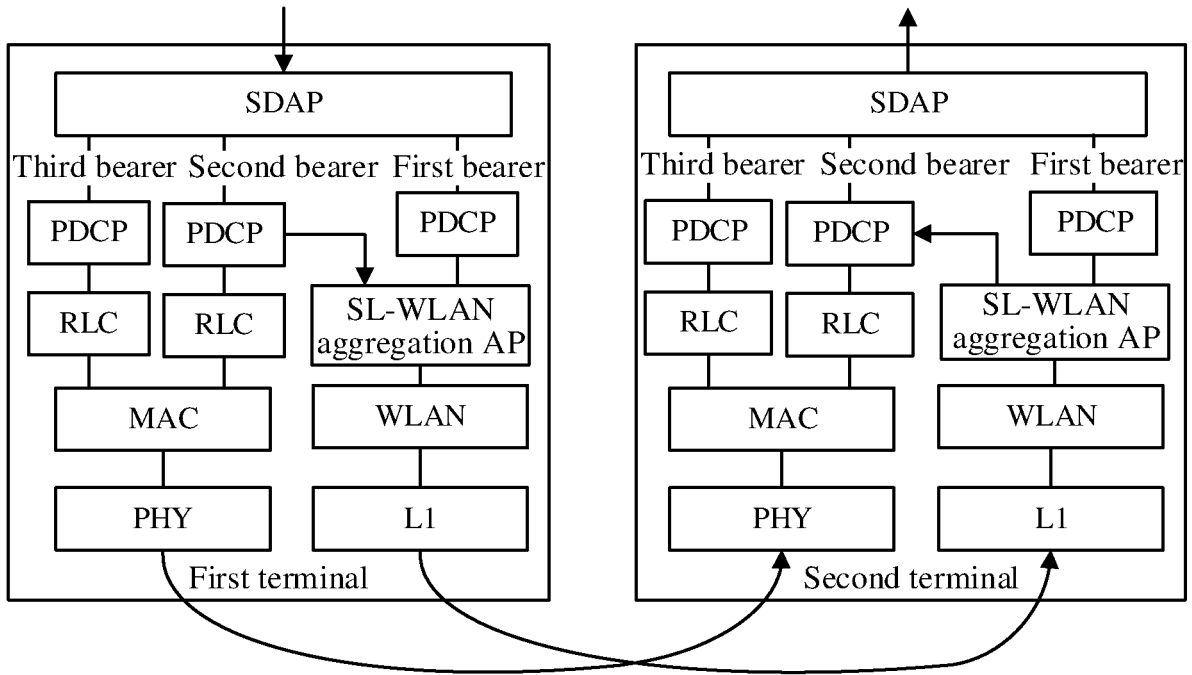 SDAP
Third bearer Second bearer First bearer
PDCP PDCP PDCP
RLC RLC SL-WLAN
aggregation AP
MAC WLAN
PHY L1
First terminal
SDAP
Third bearer Second bearer First bearer
PDCP PDCP PDCP
RLC RLC SL-WLAN
aggregation AP
MAC WLAN
PHY L1
Second terminal